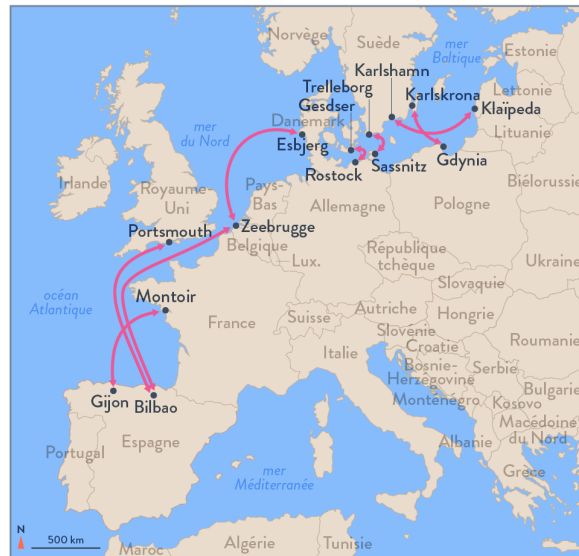 Norvège
Suède
mer
Baltique
Estonie
Karlshamn
Trelleborg
Gesdser
Karlskrona
Lettonie
Klaïpeda
Danemark
mer
du Nord
Esbjerg
Lituanie
Gdynia
Sassnitz
Rostock
Irlande
Royaume-
Uni
Pays-
Bas
Allemagne
Pologne
Biélorussie
Portsmouth
Zeebrugge
Belgique
République
tchèque
Ukraine
Lux.
Slovaquie
océan
Atlantique
Montoir
France
Suisse
Autriche
Hongrie
Slovénie
Croatie
Roumanie
Italie
Bosnie-
Herzégovine
Serbie
Monténégro
Bulgarie
Kosovo
Gijon
Bilbao
Macédoine
du Nord
Portugal
Espagne
Albanie
Grèce
mer
Méditerranée
N
500 km
Maroc
Algérie
Tunisie